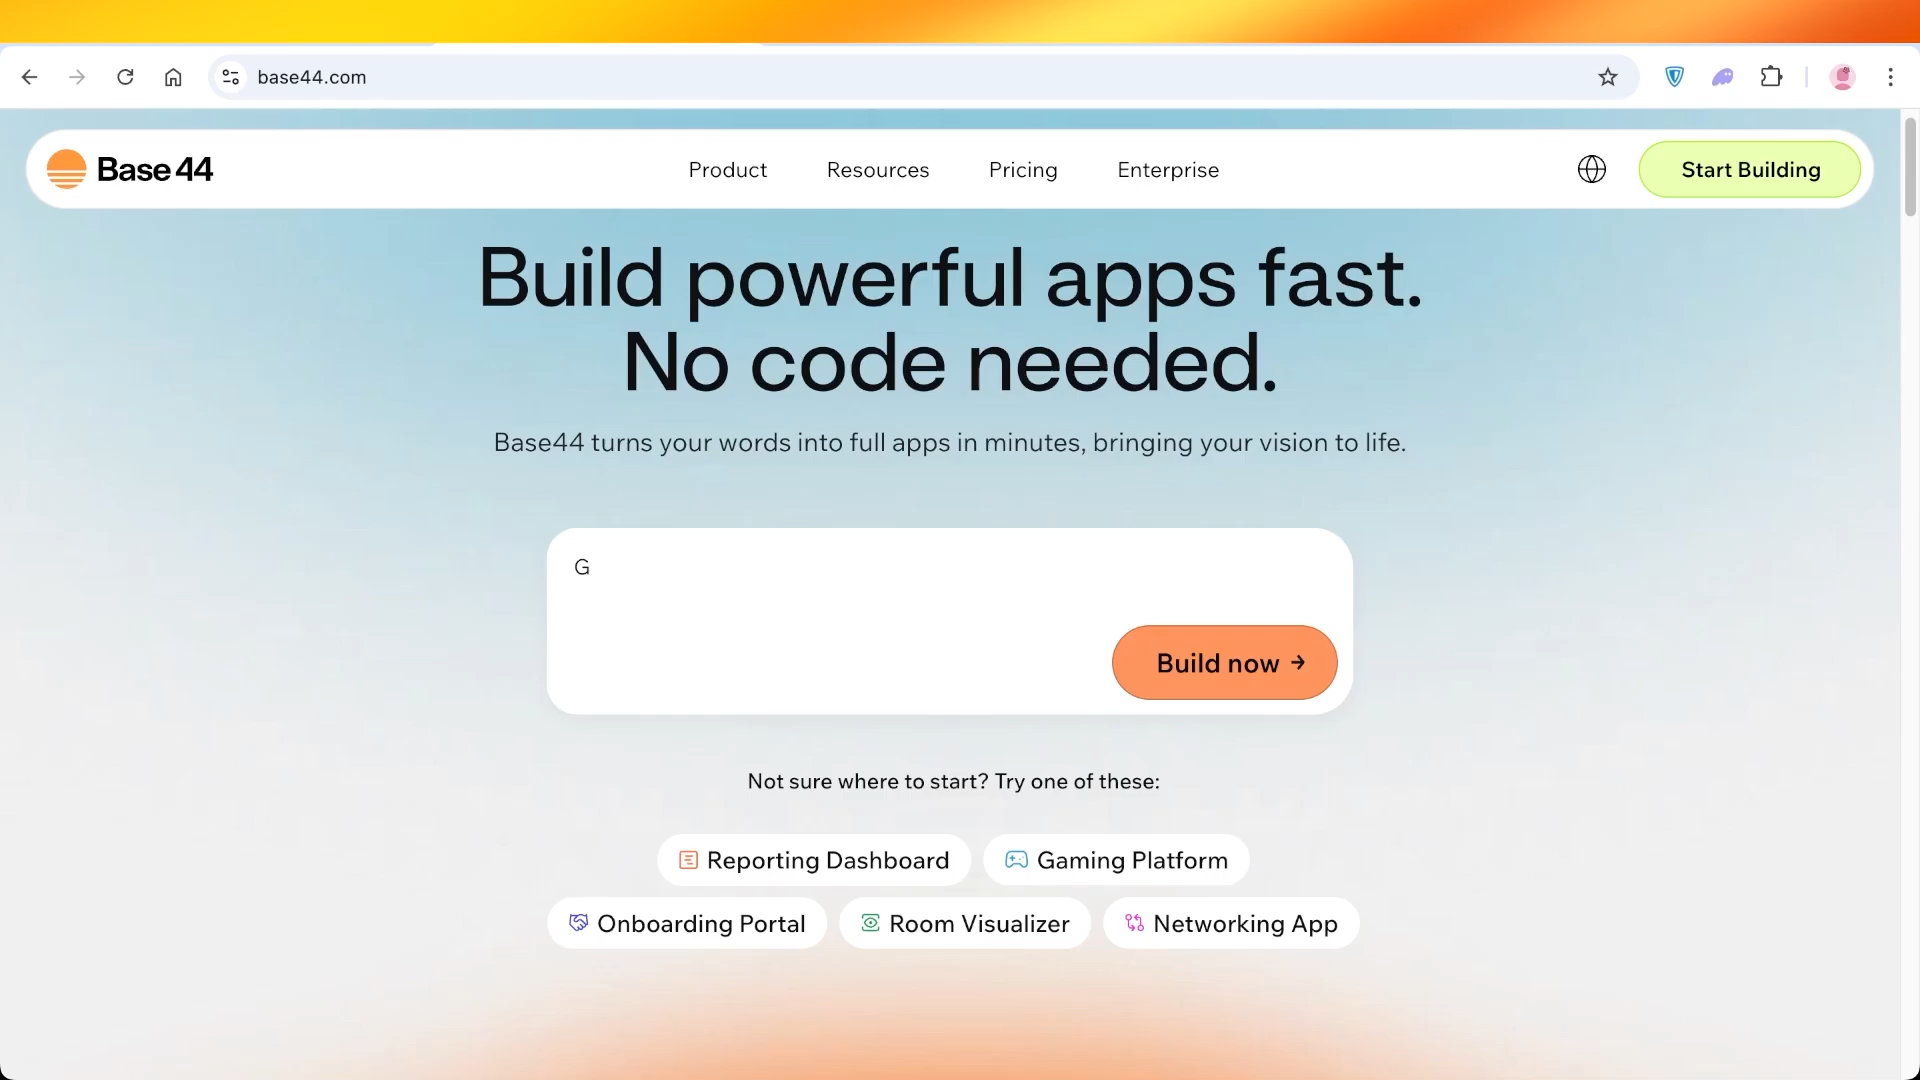 base44.com
Base 44
Product
Resources
Pricing
Enterprise
Start Building
Build powerful apps fast.
No code needed.
Base44 turns your words into full apps in minutes, bringing your vision to life.
G
Build now →
Not sure where to start? Try one of these:
Reporting Dashboard
Gaming Platform
Onboarding Portal
Room Visualizer
Networking App